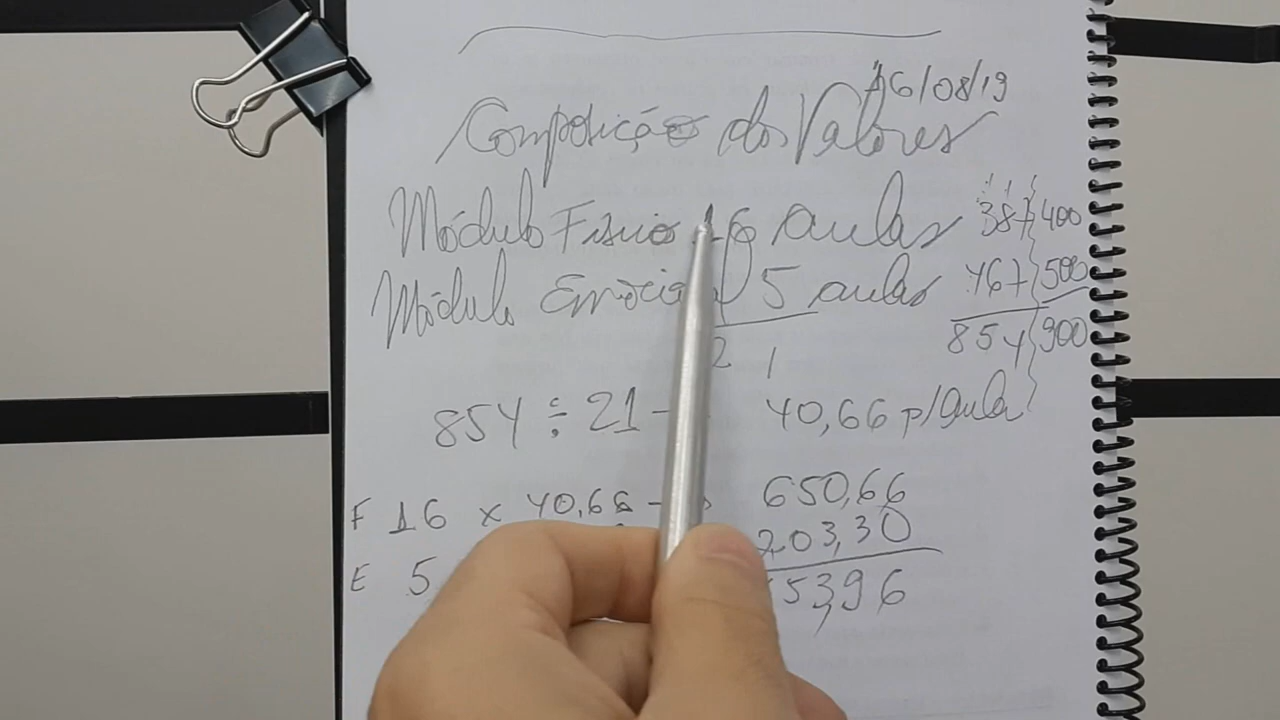 16/08/19
Composição dos Valores
Módulo Físico 16 aulas 387 400
Módulo Emocional 5 aulas 467 500
21 854 900
854 ÷ 21 - 40,66 p/aula
F 16 x 40,66 - 650,66
E 5 203,30
53,96